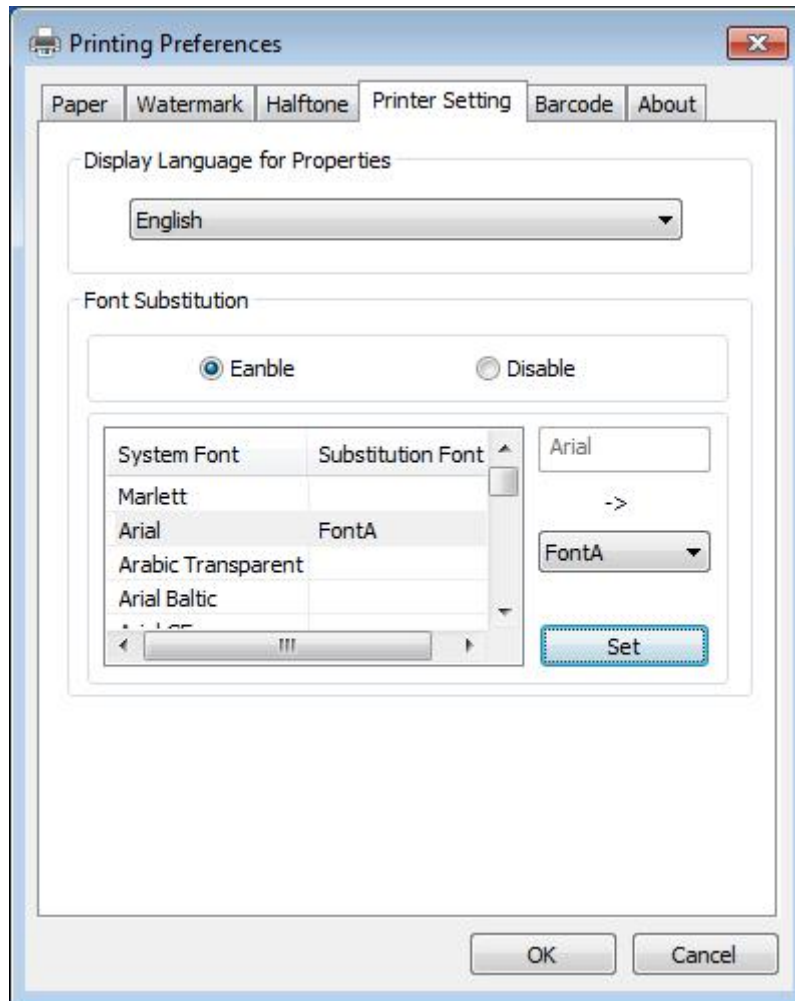 Printing Preferences
Paper Watermark Halftone Printer Setting Barcode About
Display Language for Properties
English
Font Substitution
Eanble Disable
System Font Substitution Font
Marlett
Arial FontA
Arabic Transparent
Arial Baltic
Arial
->
FontA
Set
OK Cancel